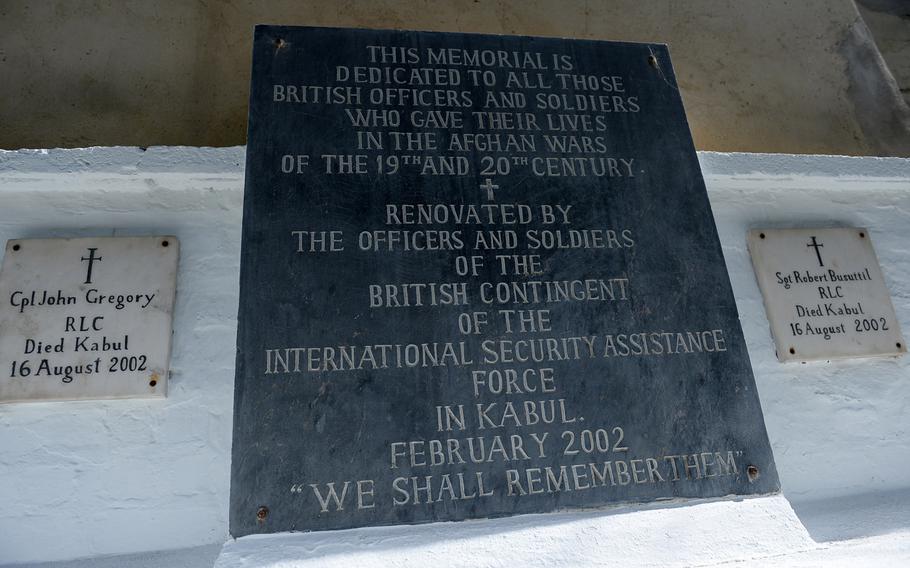 THIS MEMORIAL IS
DEDICATED TO ALL THOSE
BRITISH OFFICERS AND SOLDIERS
WHO GAVE THEIR LIVES
IN THE AFGHAN WARS
OF THE 19TH AND 20TH CENTURY.
RENOVATED BY
THE OFFICERS AND SOLDIERS
OF THE
BRITISH CONTINGENT
OF THE
INTERNATIONAL SECURITY ASSISTANCE
FORCE
IN KABUL.
FEBRUARY 2002
"WE SHALL REMEMBER THEM"
Cpl John Gregory
RLC
Died Kabul
16 August 2002
Sgt Robert Busuttil
RLC
Died Kabul
16 August 2002